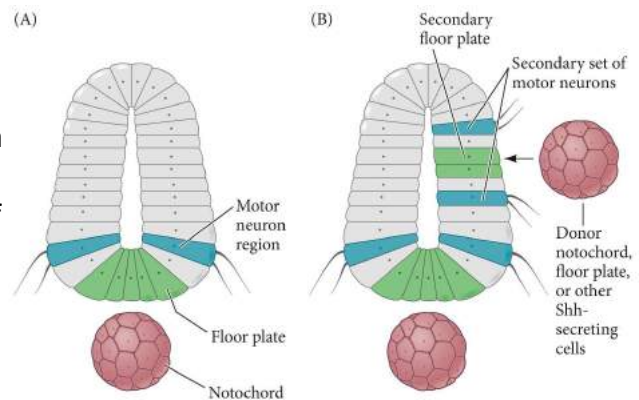 (A)
Motor
neuron
region
Floor plate
Notochord
(B)
Secondary
floor plate
Secondary set of
motor neurons
Donor
notochord,
floor plate,
or other
Shh-
secreting
cells